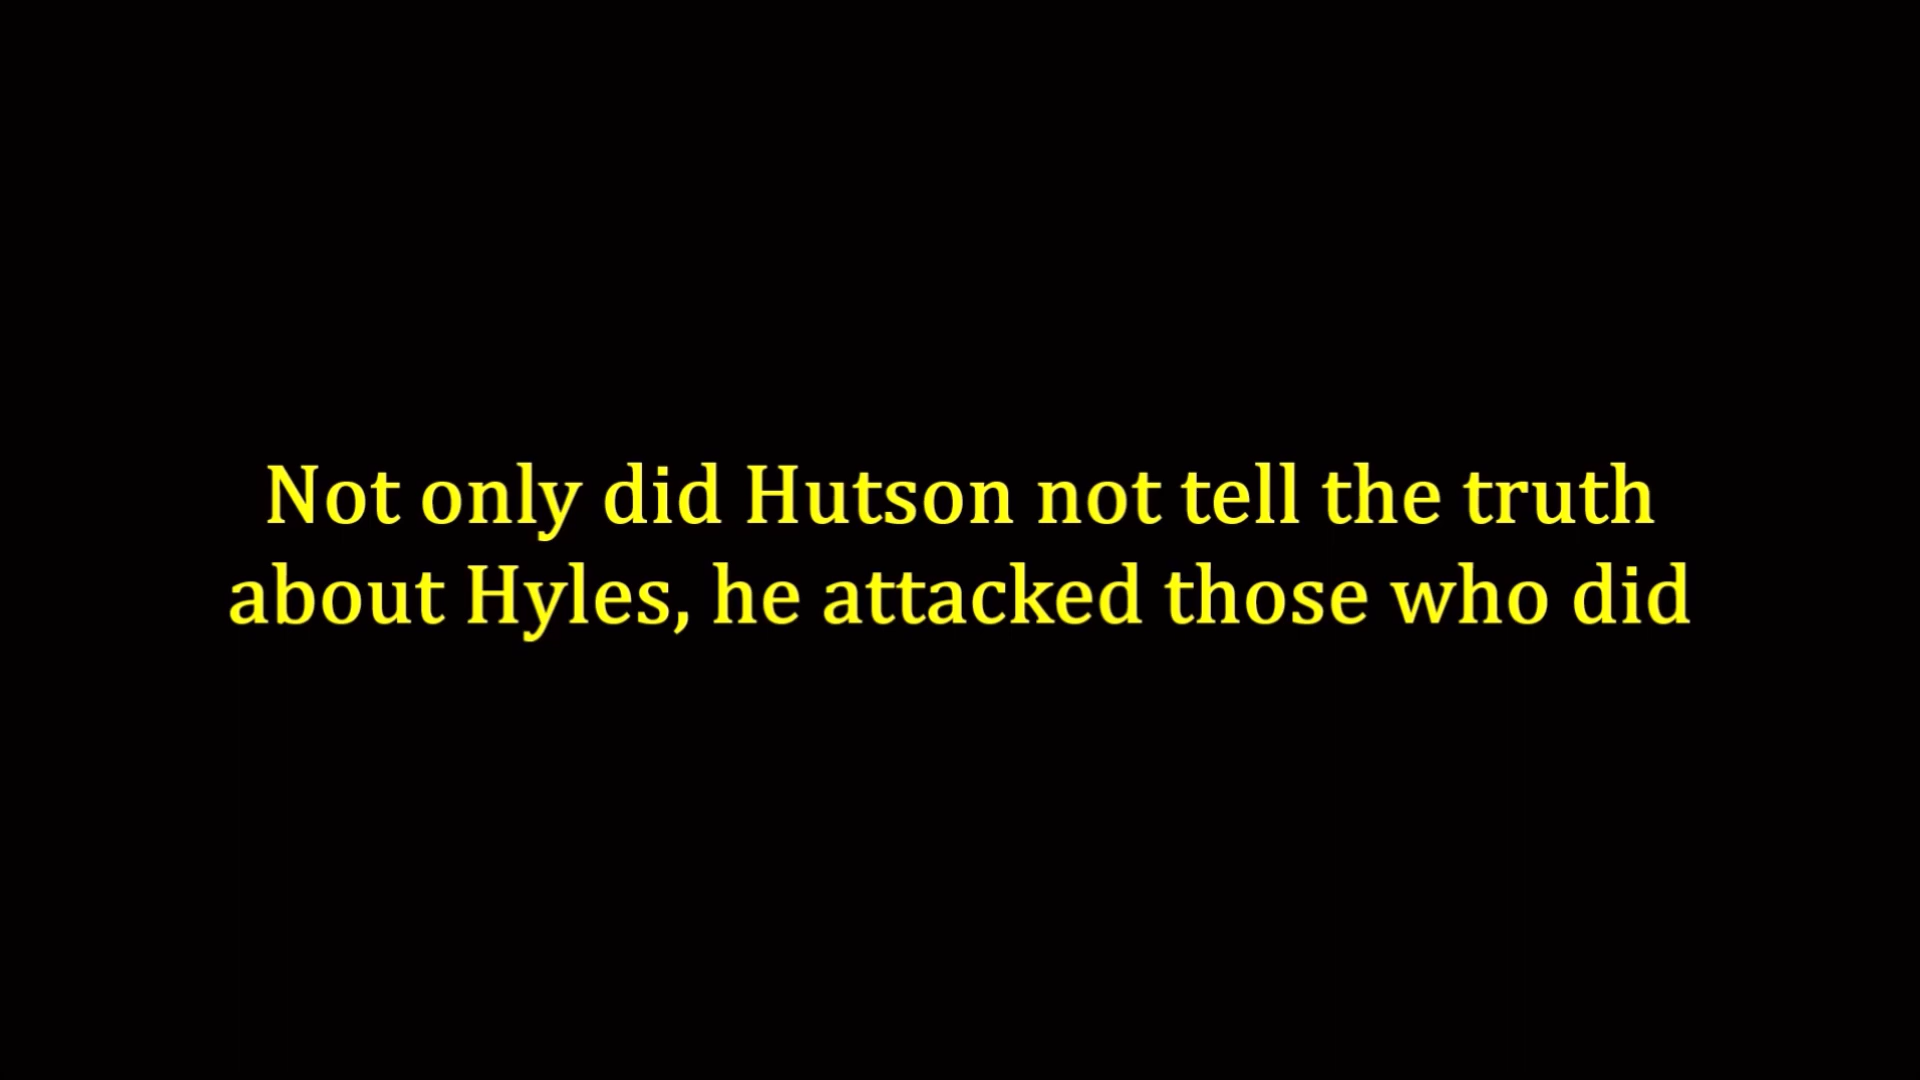 Not only did Hutson not tell the truth
about Hyles, he attacked those who did